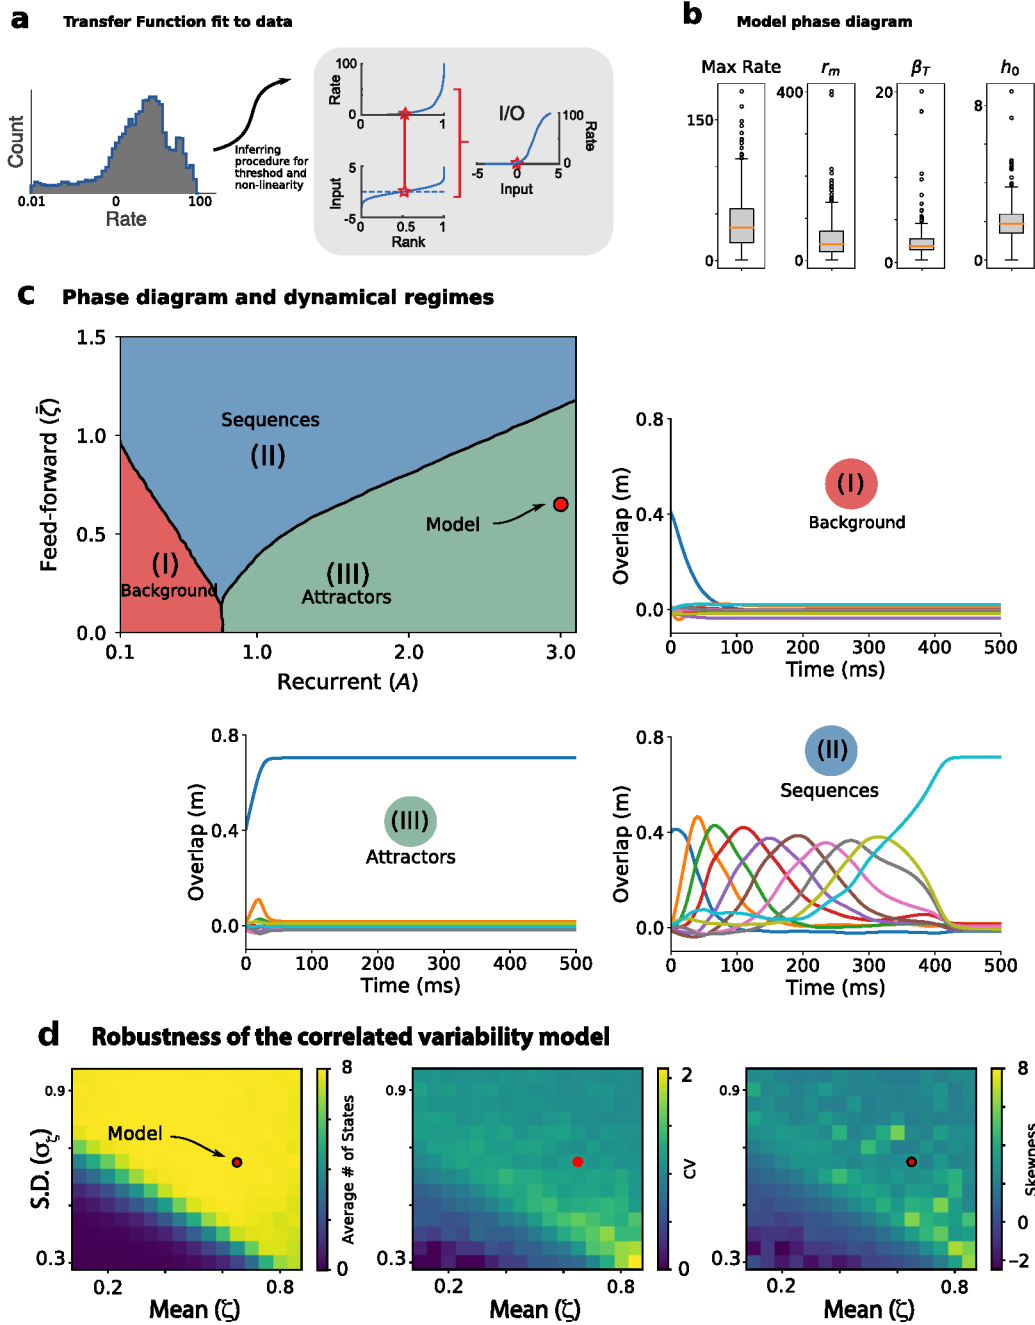 a Transfer Function fit to data
Count
0.01 0 100
Rate
Inferring
procedure for
threshod and
non-linearity
Rate
100
0
0 1
Input
5
-5
0 0.5 1
Rank
I/O
100
0
Rate
-5 0 5
Input
b Model phase diagram
Max Rate
150
0
r_m
400
0
β_T
20
0
h_0
8
0
c Phase diagram and dynamical regimes
Feed-forward (ζ̄)
1.5
1.0
0.5
0.0
Sequences
(II)
(I)
Background
Model
(III)
Attractors
0.1 1.0 2.0 3.0
Recurrent (A)
Overlap (m)
0.8
0.4
0.0
(I)
Background
0 100 200 300 400 500
Time (ms)
Overlap (m)
0.8
0.4
0.0
(III)
Attractors
0 100 200 300 400 500
Time (ms)
Overlap (m)
0.8
0.4
0.0
(II)
Sequences
0 100 200 300 400 500
Time (ms)
d Robustness of the correlated variability model
S.D. (σ_ζ)
0.9
0.3
Model
0.2 0.8
Mean (ζ̄)
8
0
Average # of States
0.9
0.3
0.2 0.8
Mean (ζ̄)
2
0
CV
0.9
0.3
0.2 0.8
Mean (ζ̄)
8
0
−2
Skewness